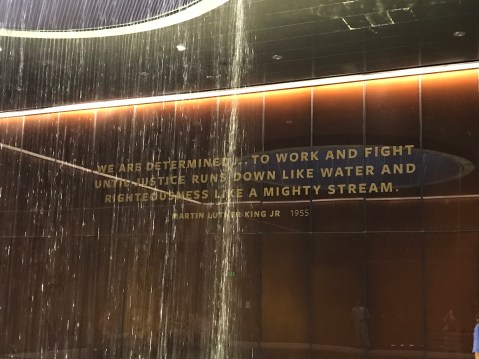 WE ARE DETERMINED... TO WORK AND FIGHT
UNTIL JUSTICE RUNS DOWN LIKE WATER AND
RIGHTEOUSNESS LIKE A MIGHTY STREAM.
MARTIN LUTHER KING JR 1955